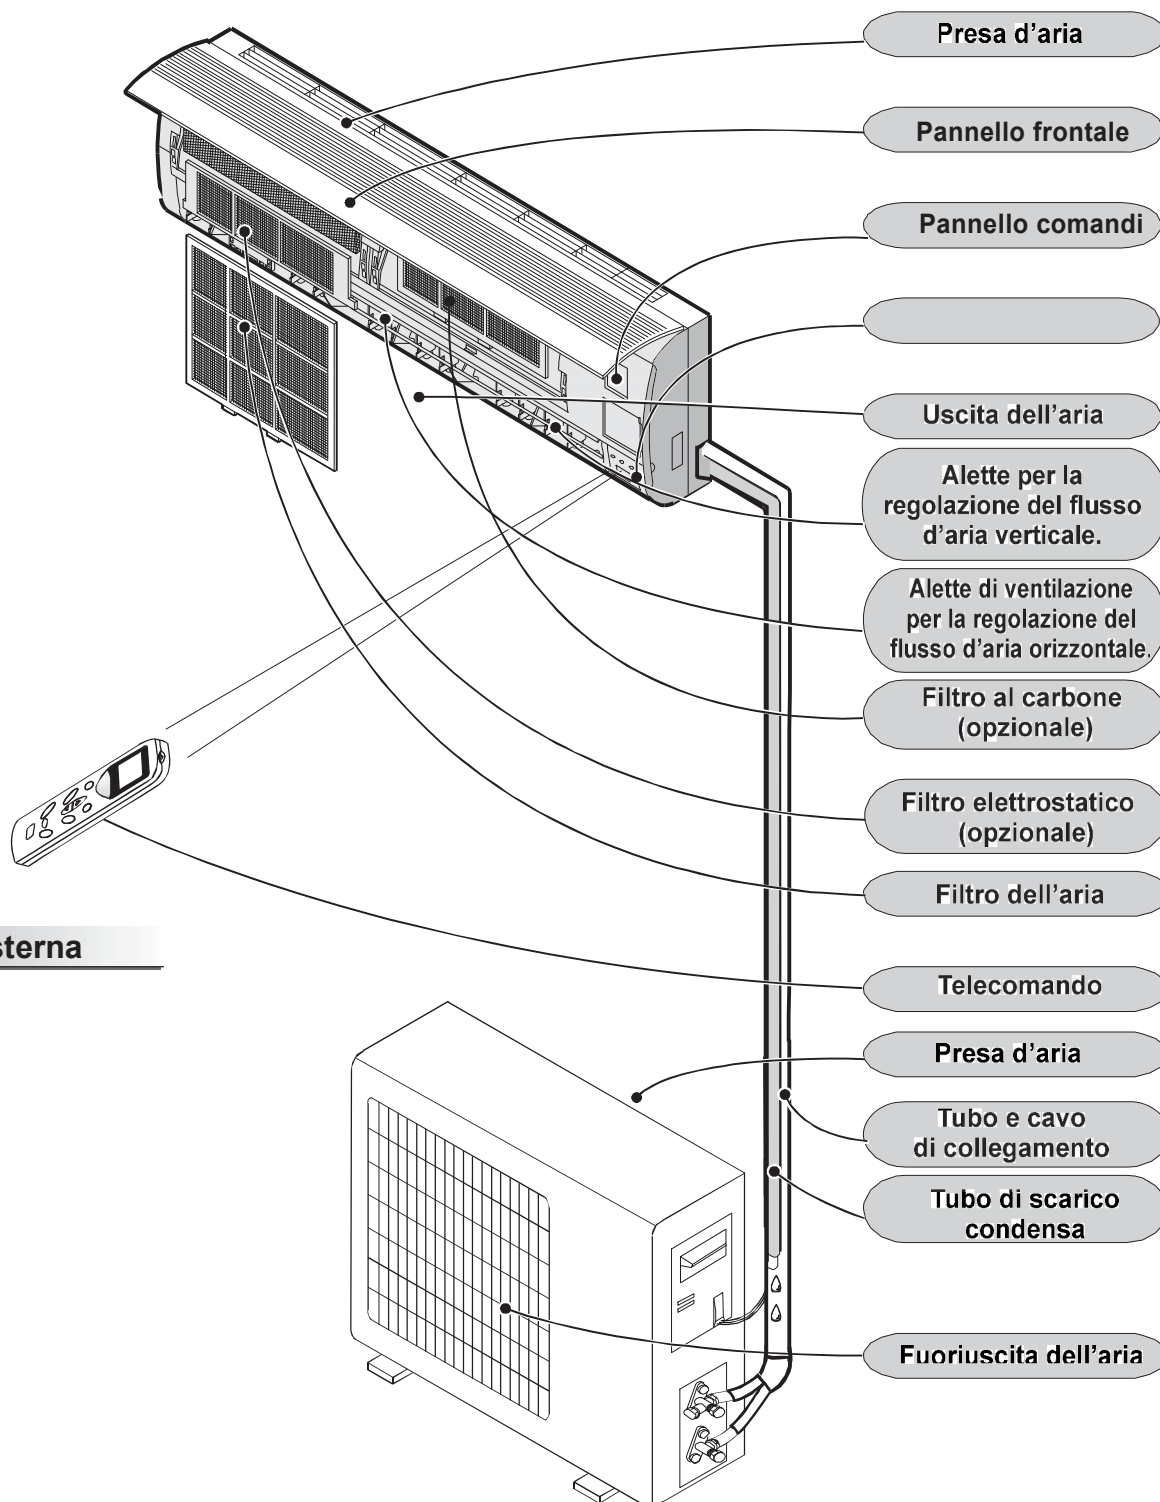 Presa d’aria
Pannello frontale
Pannello comandi
Uscita dell’aria
Alette per la
regolazione del flusso
d’aria verticale.
Alette di ventilazione
per la regolazione del
flusso d’aria orizzontale.
Filtro al carbone
(opzionale)
Filtro elettrostatico
(opzionale)
Filtro dell’aria
sterna
Telecomando
Presa d’aria
Tubo e cavo
di collegamento
Tubo di scarico
condensa
Fuoriuscita dell’aria